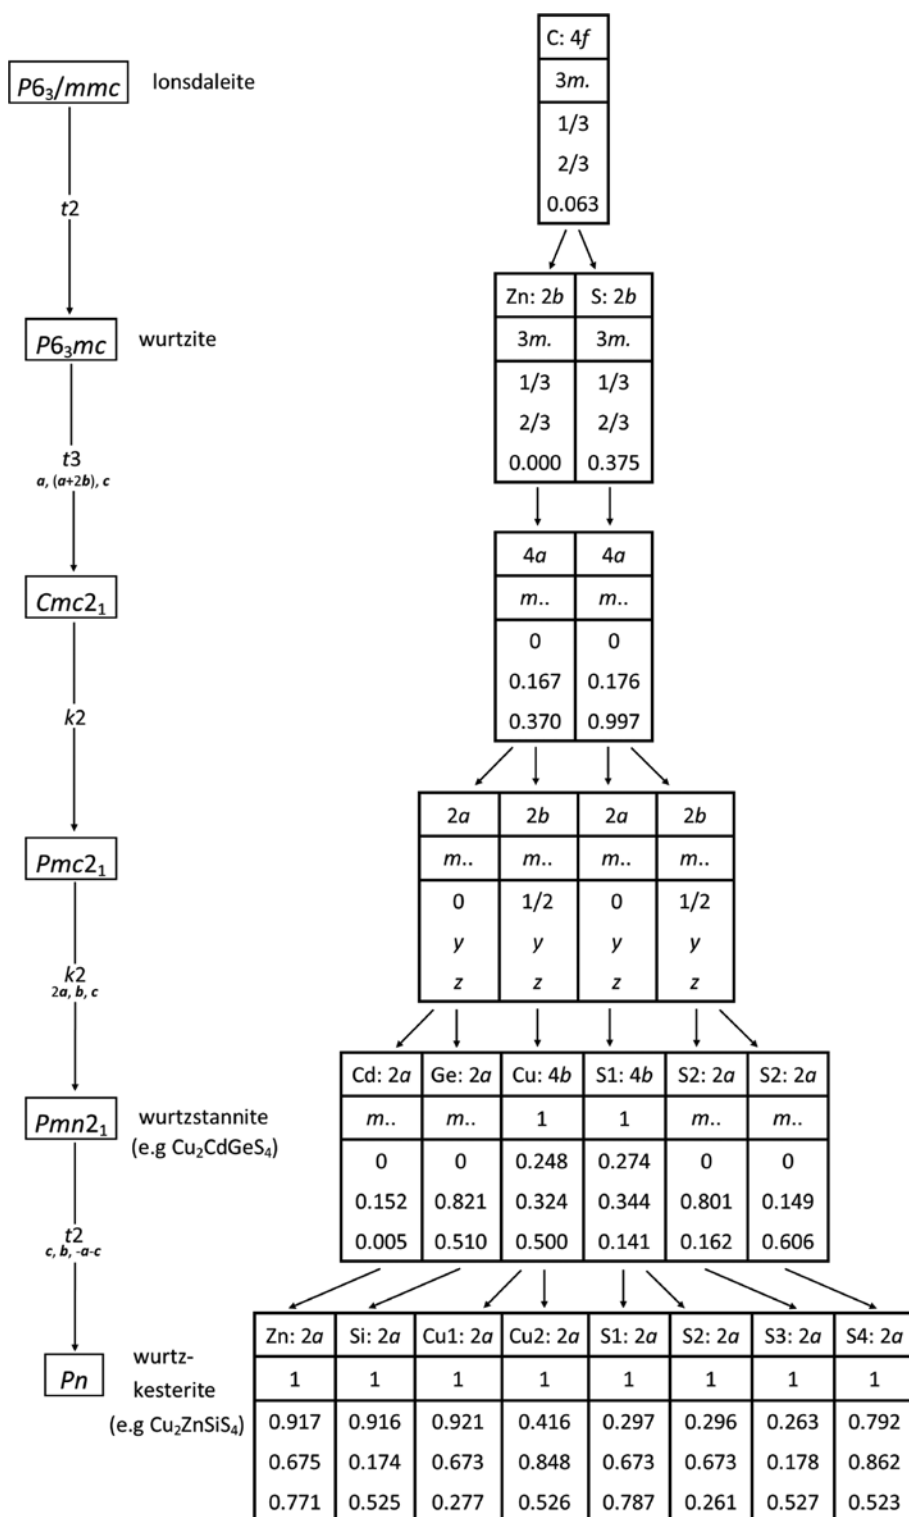 C: 4f
P6₃/mmc lonsdaleite
3m.
1/3
2/3
0.063
t2
Zn: 2b S: 2b
P6₃mc wurtzite
3m. 3m.
1/3 1/3
2/3 2/3
0.000 0.375
t3
a, (a+2b), c
4a 4a
Cmc2₁
m.. m..
0 0
0.167 0.176
0.370 0.997
k2
2a 2b 2a 2b
Pmc2₁
m.. m.. m.. m..
0 1/2 0 1/2
y y y y
z z z z
k2
2a, b, c
Cd: 2a Ge: 2a Cu: 4b S1: 4b S2: 2a S2: 2a
Pmn2₁ wurtzstannite
(e.g Cu₂CdGeS₄)
m.. m.. 1 1 m.. m..
0 0 0.248 0.274 0 0
0.152 0.821 0.324 0.344 0.801 0.149
0.005 0.510 0.500 0.141 0.162 0.606
t2
c, b, -a-c
Zn: 2a Si: 2a Cu1: 2a Cu2: 2a S1: 2a S2: 2a S3: 2a S4: 2a
Pn wurtz-
kesterite
(e.g Cu₂ZnSiS₄)
1 1 1 1 1 1 1 1
0.917 0.916 0.921 0.416 0.297 0.296 0.263 0.792
0.675 0.174 0.673 0.848 0.673 0.673 0.178 0.862
0.771 0.525 0.277 0.526 0.787 0.261 0.527 0.523